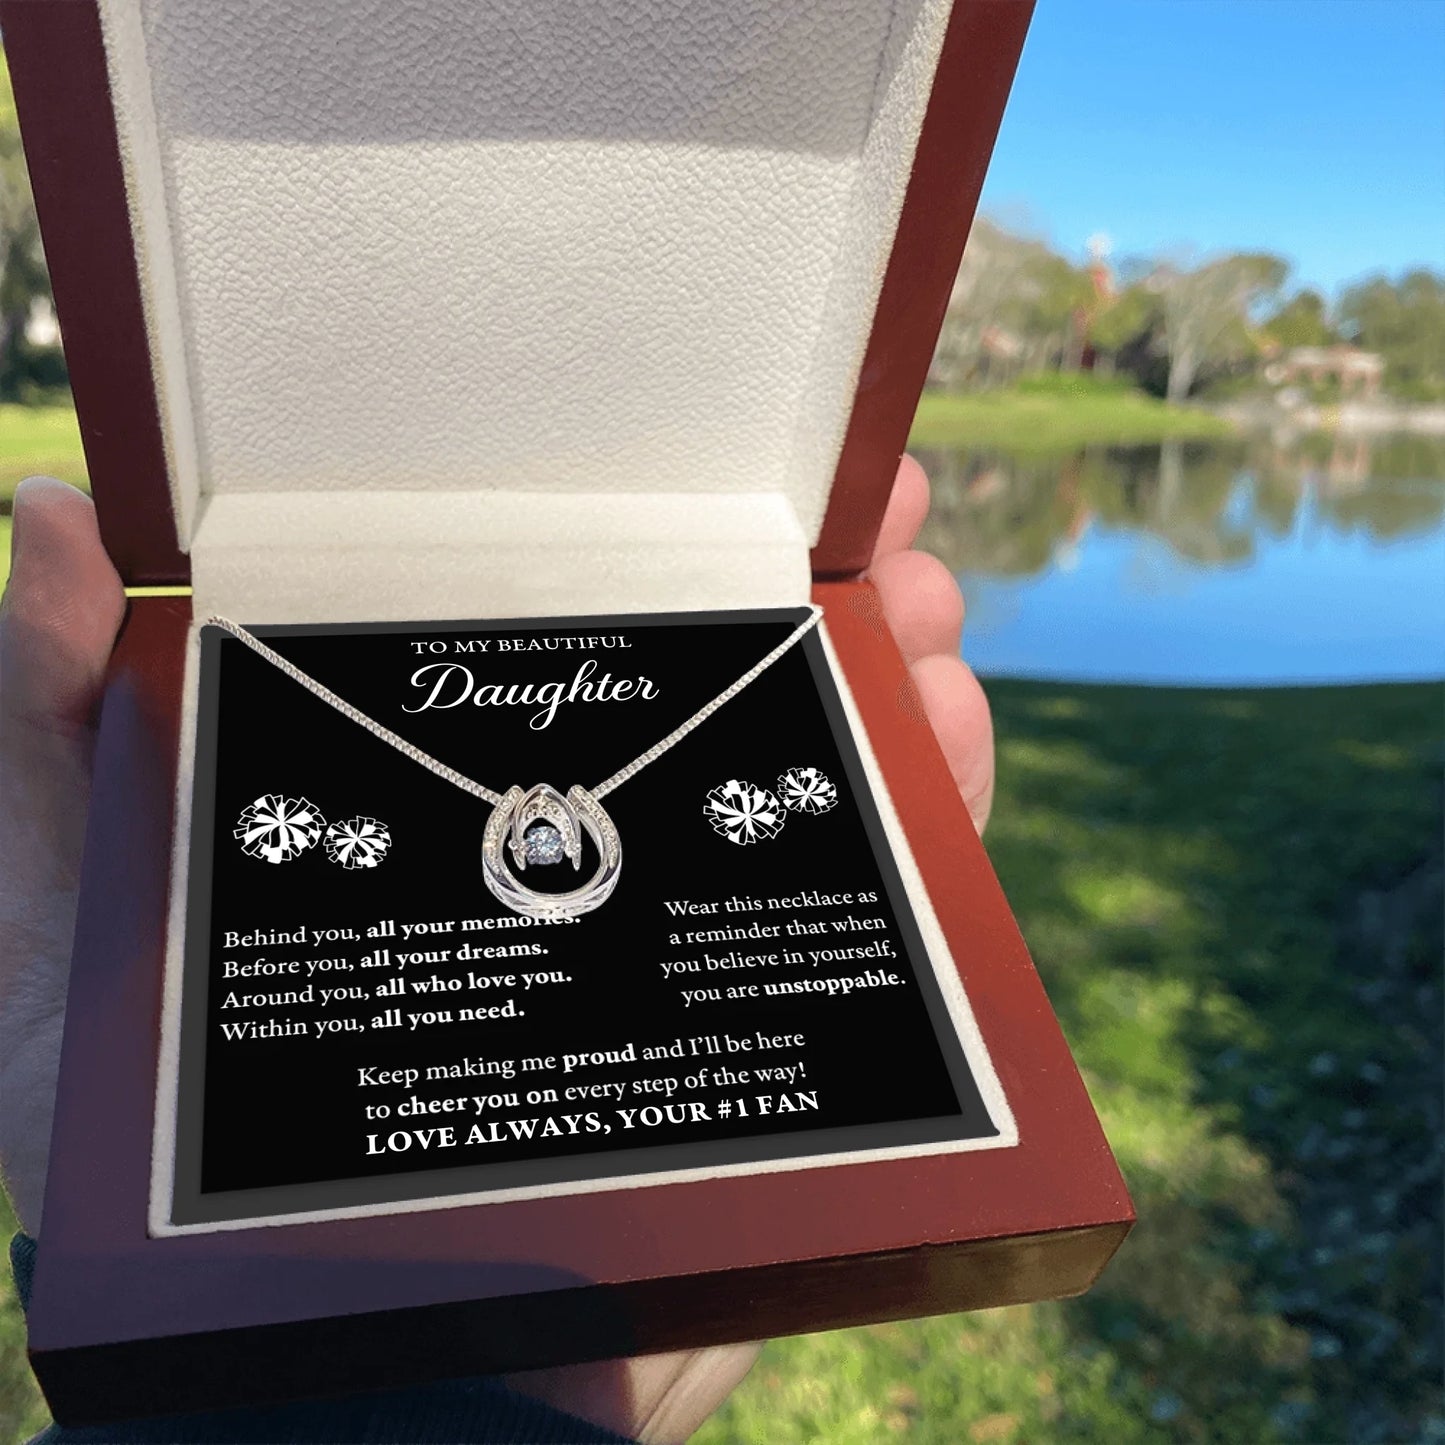 TO MY BEAUTIFUL
Daughter
Behind you, all your memories.
Before you, all your dreams.
Around you, all who love you.
Within you, all you need.
Wear this necklace as
a reminder that when
you believe in yourself,
you are unstoppable.
Keep making me proud and I'll be here
to cheer you on every step of the way!
LOVE ALWAYS, YOUR #1 FAN